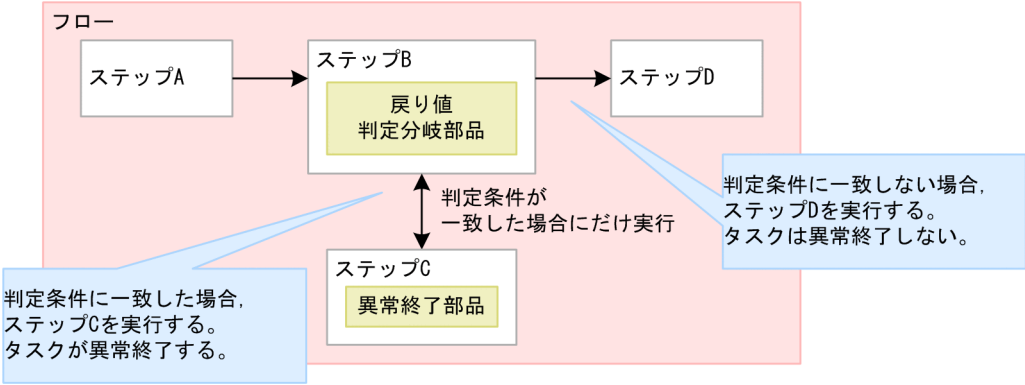 フロー
ステップA
ステップB
戻り値
判定分岐部品
ステップD
判定条件が
一致した場合にだけ実行
判定条件に一致しない場合,
ステップDを実行する。
タスクは異常終了しない。
ステップC
異常終了部品
判定条件に一致した場合,
ステップCを実行する。
タスクが異常終了する。